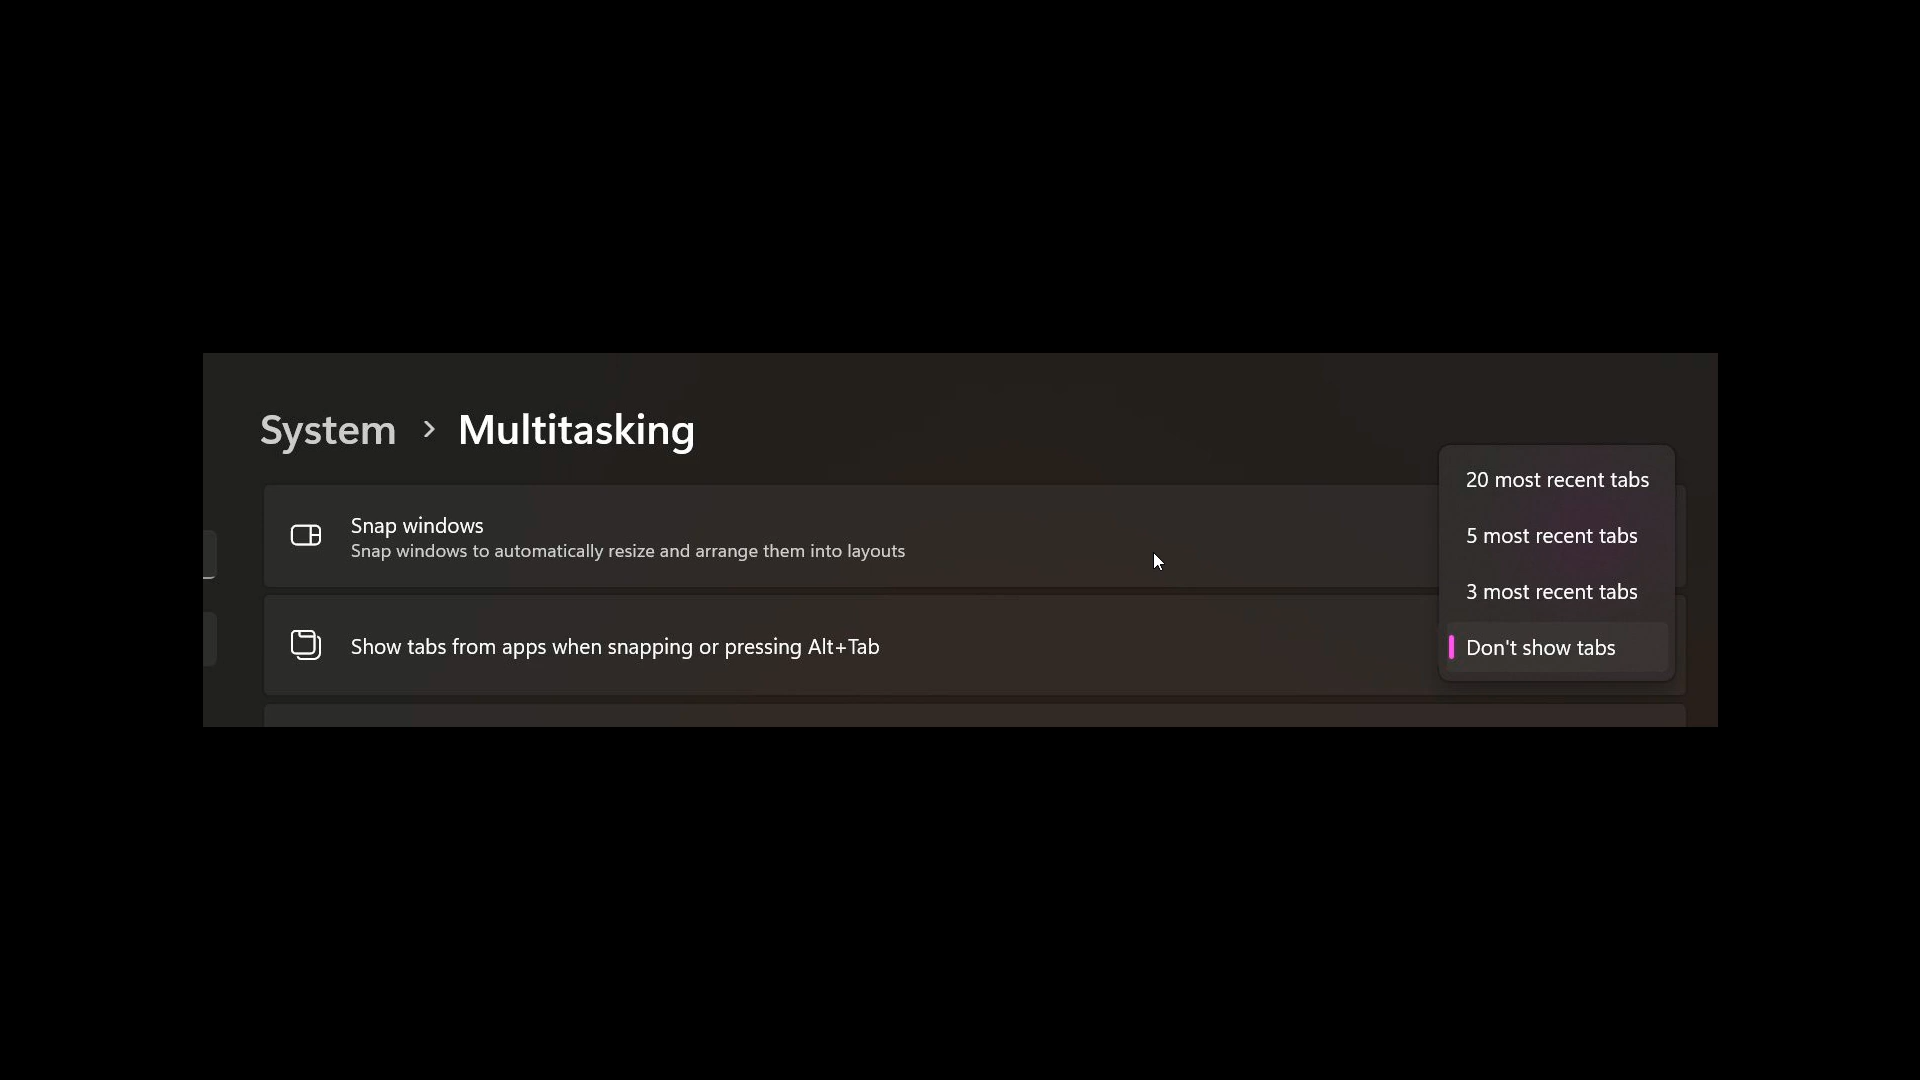 System > Multitasking
Snap windows
Snap windows to automatically resize and arrange them into layouts
Show tabs from apps when snapping or pressing Alt+Tab
20 most recent tabs
5 most recent tabs
3 most recent tabs
Don't show tabs